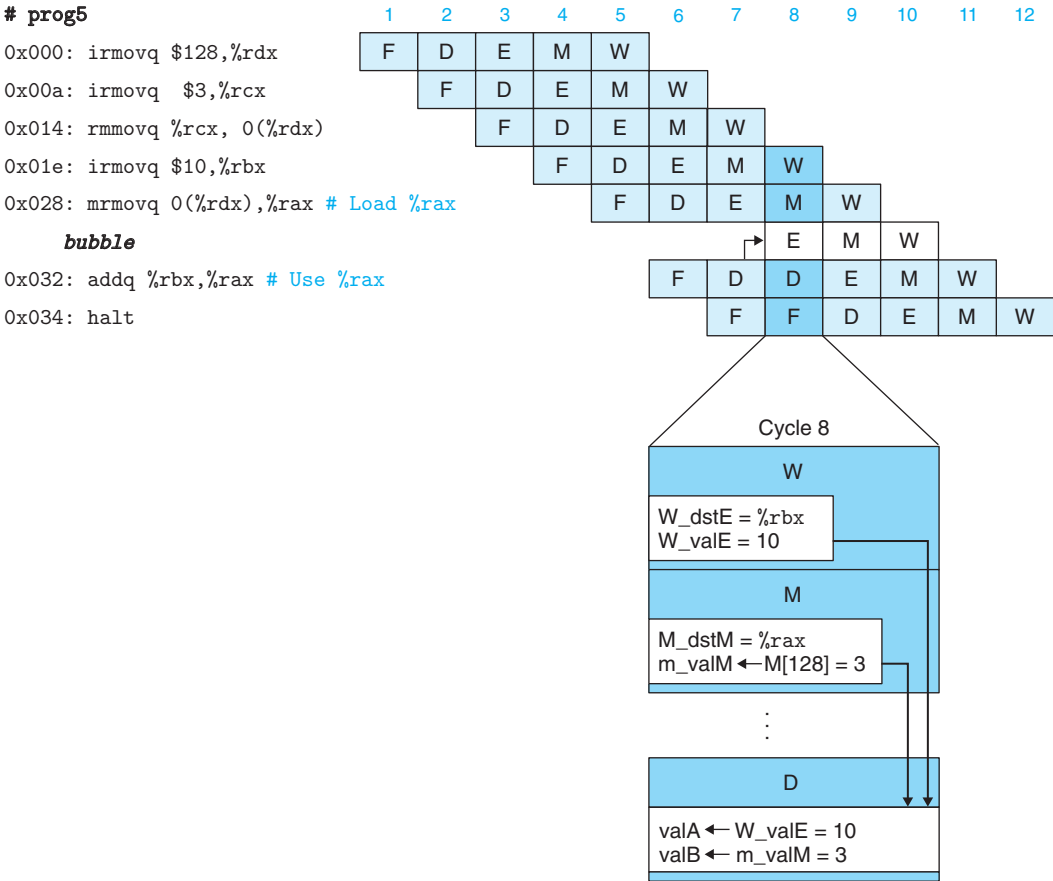 # prog5 1 2 3 4 5 6 7 8 9 10 11 12
0x000: irmovq $128,%rdx F D E M W
0x00a: irmovq $3,%rcx F D E M W
0x014: rmmovq %rcx, 0(%rdx) F D E M W
0x01e: irmovq $10,%rbx F D E M W
0x028: mrmovq 0(%rdx),%rax # Load %rax F D E M W
bubble E M W
0x032: addq %rbx,%rax # Use %rax F D D E M W
0x034: halt F F D E M W
Cycle 8
W
W_dstE = %rbx
W_valE = 10
M
M_dstM = %rax
m_valM ← M[128] = 3
⋮
D
valA ← W_valE = 10
valB ← m_valM = 3